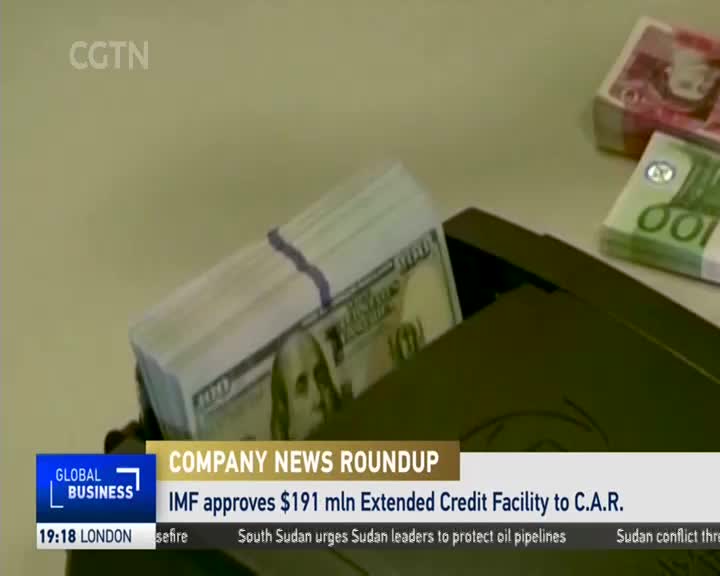 CGTN
100
100
100
COMPANY NEWS ROUNDUP
GLOBAL
BUSINESS
IMF approves $191 mln Extended Credit Facility to C.A.R.
19:18 LONDON
sefire South Sudan urges Sudan leaders to protect oil pipelines Sudan conflict thre